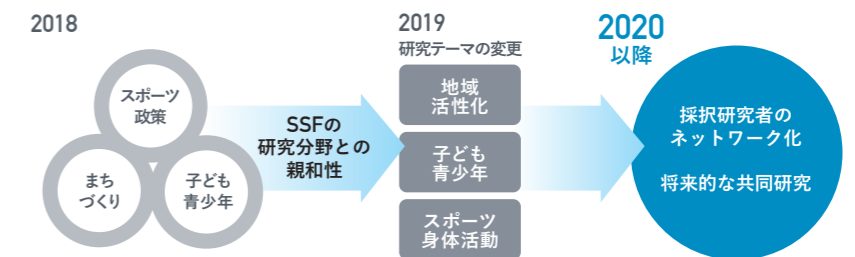 2018
スポーツ
政策
まち
づくり
子ども
青少年
SSFの
研究分野との
親和性
2019
研究テーマの変更
地域
活性化
子ども
青少年
スポーツ
身体活動
2020
以降
採択研究者の
ネットワーク化
将来的な共同研究